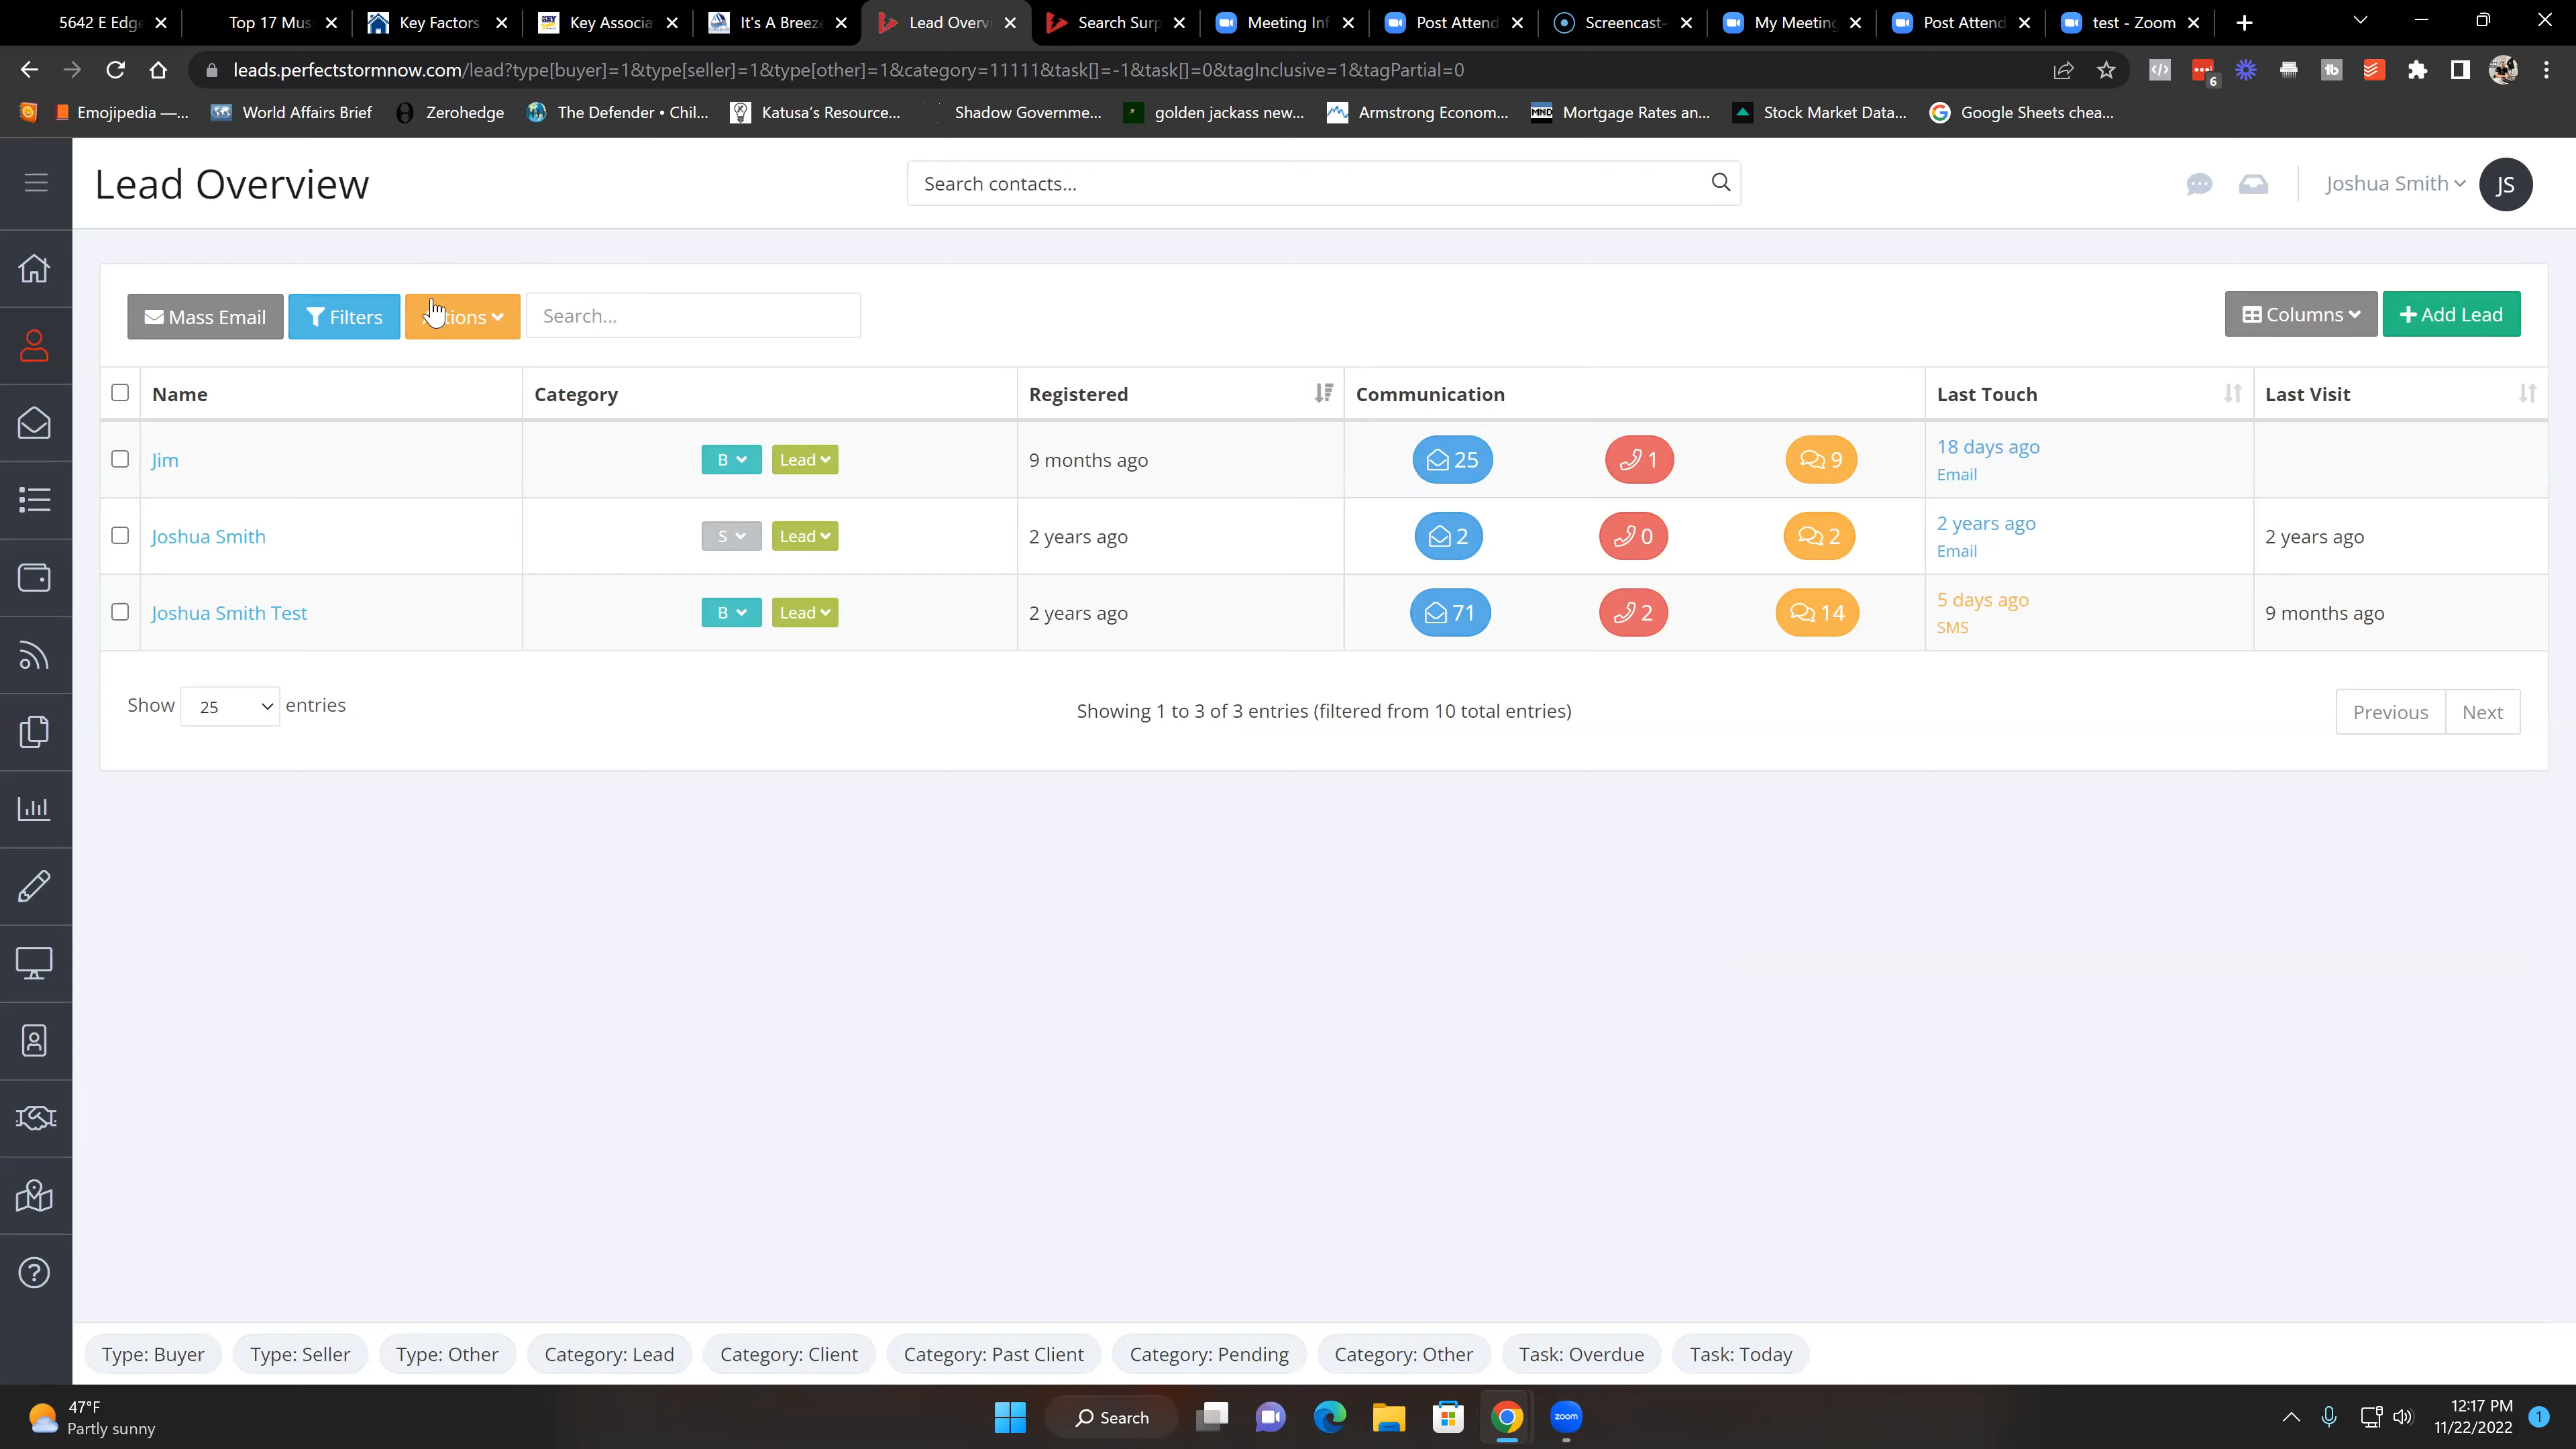 5642 E Edge
Top 17 Mus
Key Factors
Key Associa
It's A Breeze
Lead Overvi
Search Surp
Meeting Inf
Post Attend
Screencast-
My Meeting
Post Attend
test - Zoom
leads.perfectstormnow.com/lead?type[buyer]=1&type[seller]=1&type[other]=1&category=11111&task[]=-1&task[]=0&tagInclusive=1&tagPartial=0
6
Emojipedia —...
World Affairs Brief
Zerohedge
The Defender • Chil...
Katusa's Resource...
Shadow Governme...
golden jackass new...
Armstrong Econom...
MND
Mortgage Rates an...
Stock Market Data...
Google Sheets chea...
Lead Overview
Search contacts...
Joshua Smith
JS
Mass Email
Filters
tions
Search...
Columns
Add Lead
Name Category Registered Communication Last Touch Last Visit
Jim B Lead 9 months ago 25 1 9 18 days ago
Email
Joshua Smith S Lead 2 years ago 2 0 2 2 years ago 2 years ago
Email
Joshua Smith Test B Lead 2 years ago 71 2 14 5 days ago 9 months ago
SMS
Show 25 entries
Showing 1 to 3 of 3 entries (filtered from 10 total entries)
Previous Next
Type: Buyer
Type: Seller
Type: Other
Category: Lead
Category: Client
Category: Past Client
Category: Pending
Category: Other
Task: Overdue
Task: Today
47°F
Partly sunny
Search
zoom
12:17 PM
11/22/2022
1